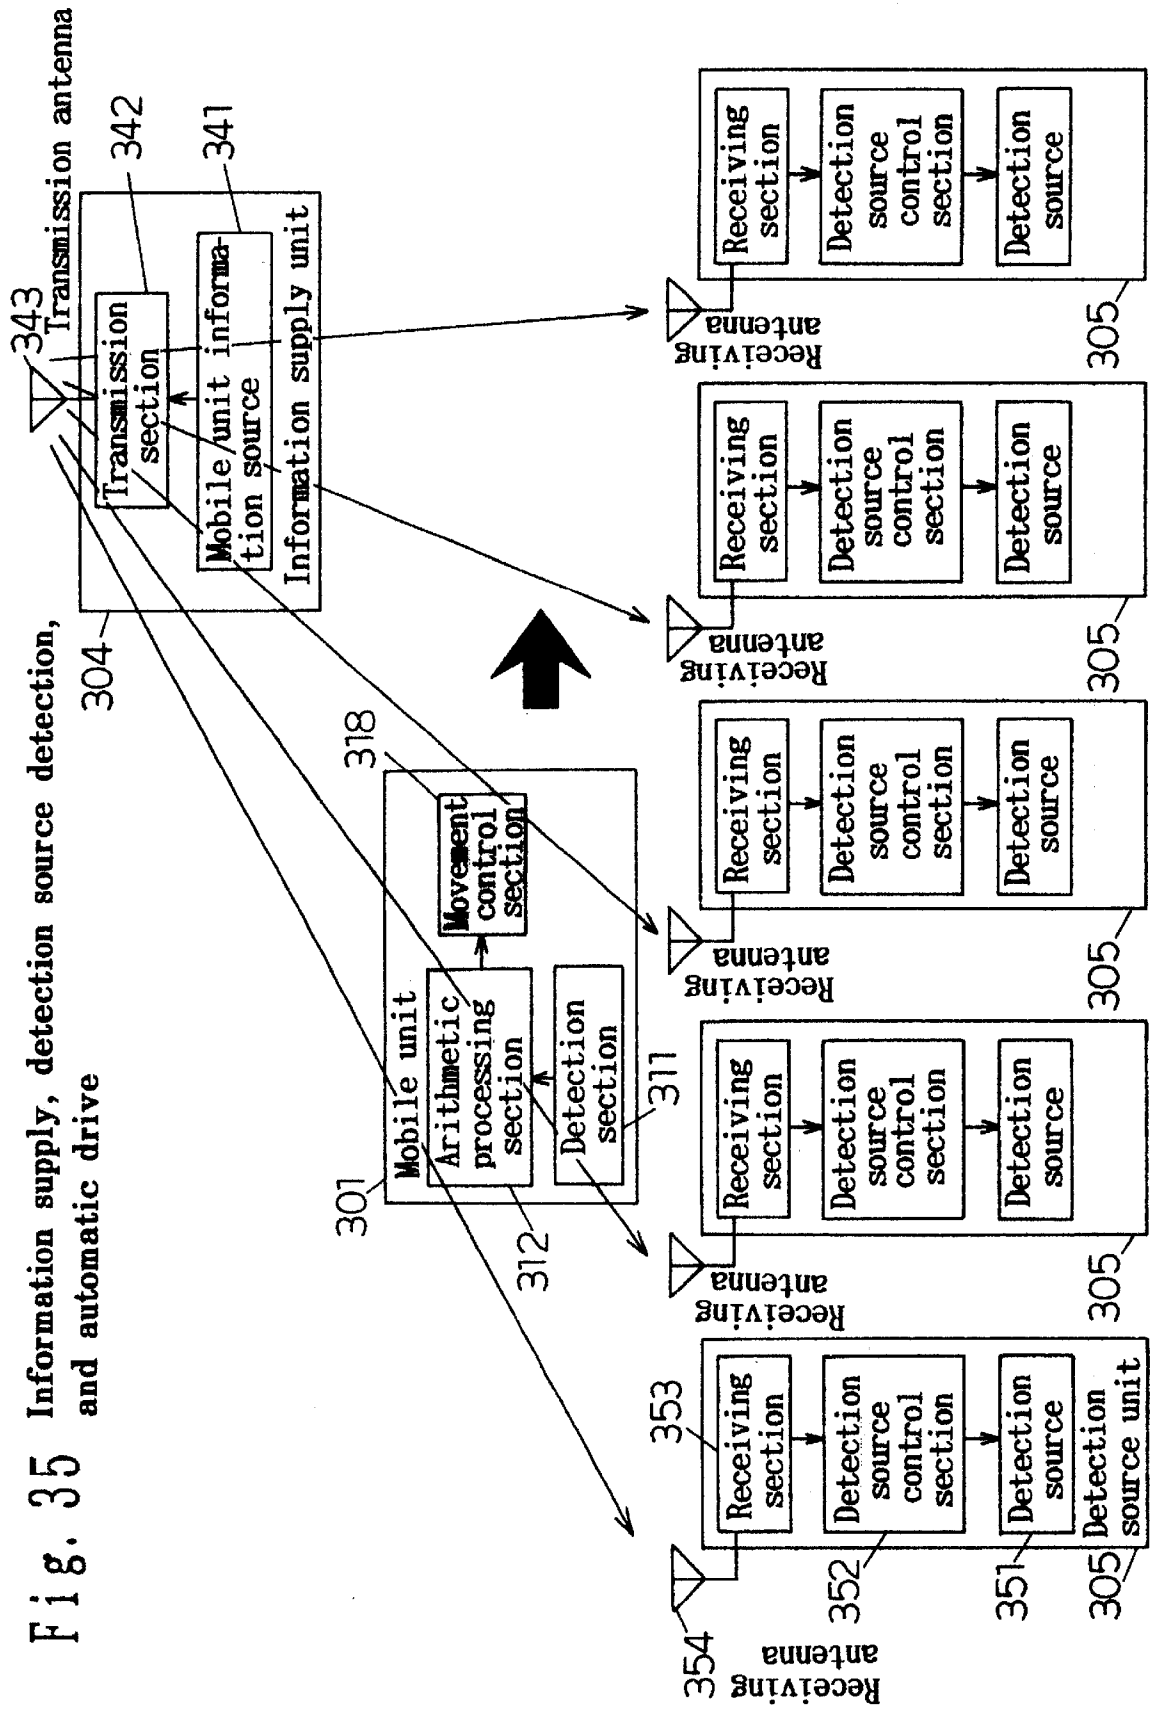 Fig. 35 Information supply, detection source detection,
and automatic drive
343
Transmission antenna
342
Transmission
section
341
Mobile unit informa-
tion source
Information supply unit
304
301
Mobile unit
Arithmetic
processing
section
312
Movement
control
section
318
Detection
section
311
354
Receiving
antenna
353
Receiving
section
352
Detection
source
control
section
351
Detection
source
305
Detection
source unit
Receiving
antenna
Receiving
section
Detection
source
control
section
Detection
source
305
Receiving
antenna
Receiving
section
Detection
source
control
section
Detection
source
305
Receiving
antenna
Receiving
section
Detection
source
control
section
Detection
source
305
Receiving
antenna
Receiving
section
Detection
source
control
section
Detection
source
305